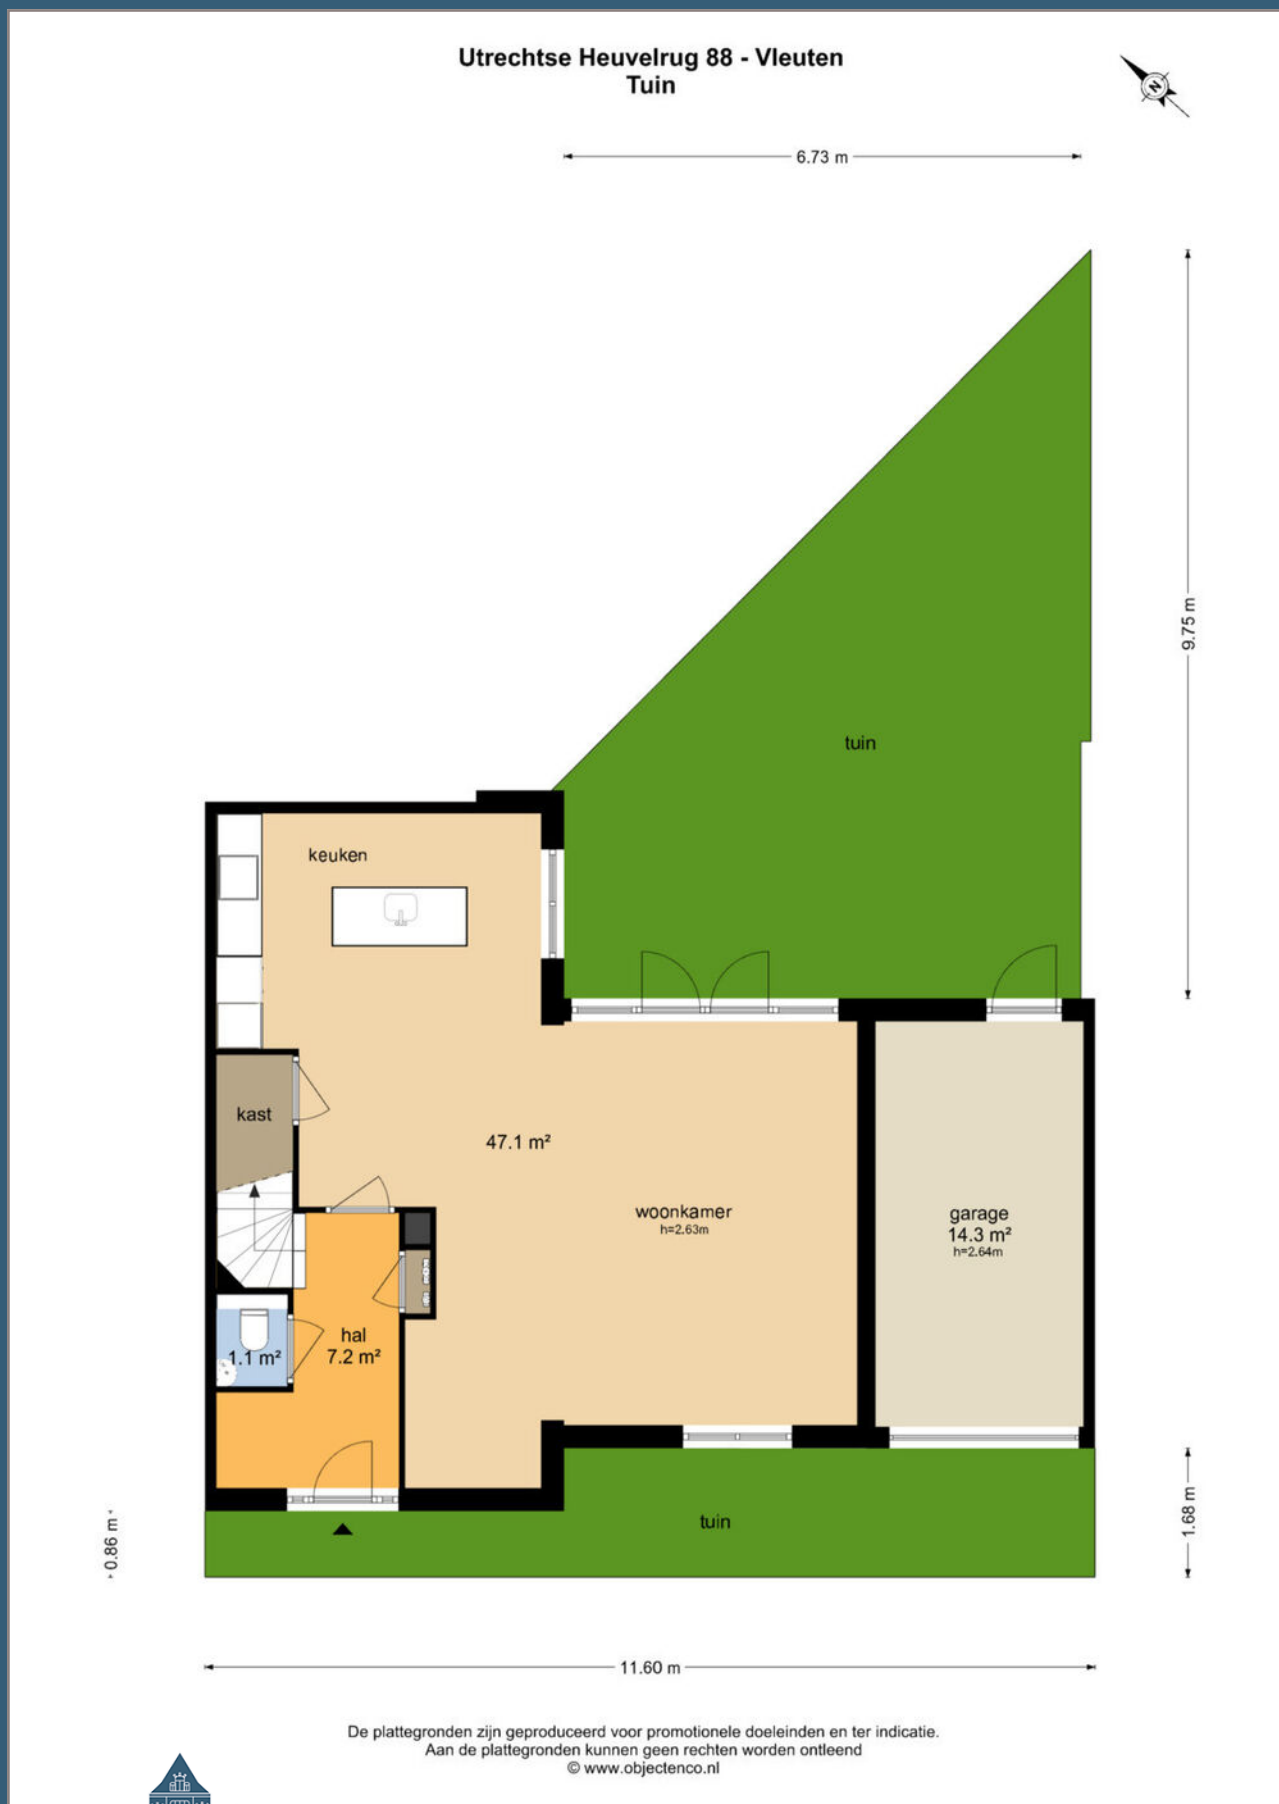 Utrechtse Heuvelrug 88 - Vleuten
Tuin
N
6.73 m
9.75 m
tuin
keuken
kast
47.1 m²
woonkamer
h=2.63m
garage
14.3 m²
h=2.64m
hal
7.2 m²
1.1 m²
tuin
0.86 m
1.68 m
11.60 m
De plattegronden zijn geproduceerd voor promotionele doeleinden en ter indicatie.
Aan de plattegronden kunnen geen rechten worden ontleend
© www.objectenco.nl